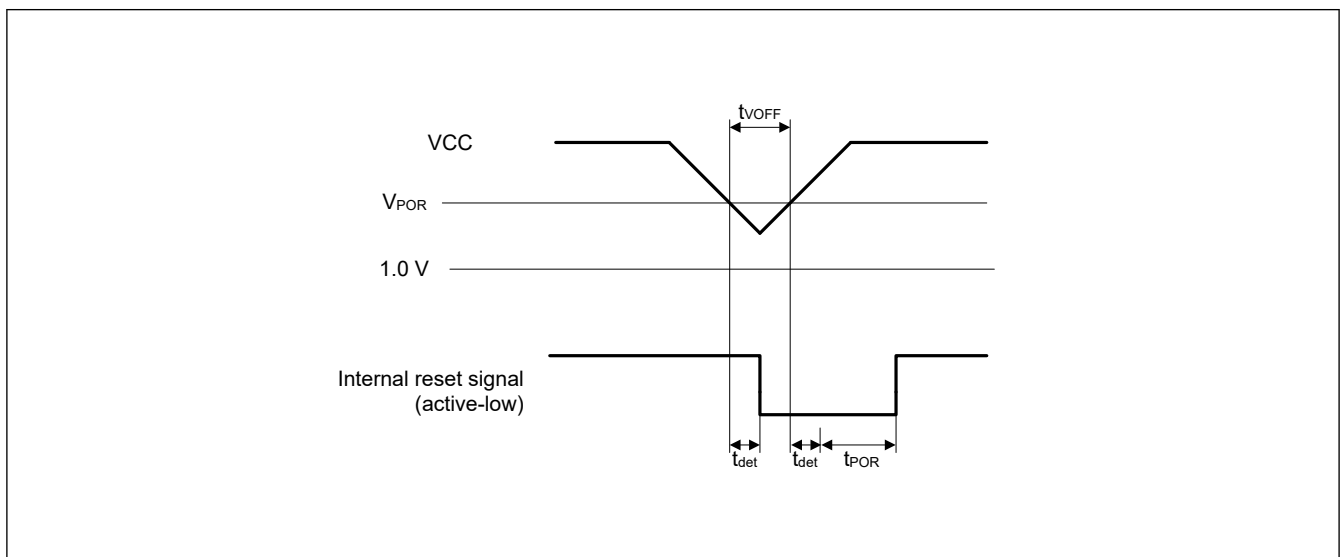 tVOFF
VCC
VPOR
1.0 V
Internal reset signal
(active-low)
tdet
tdet
tPOR